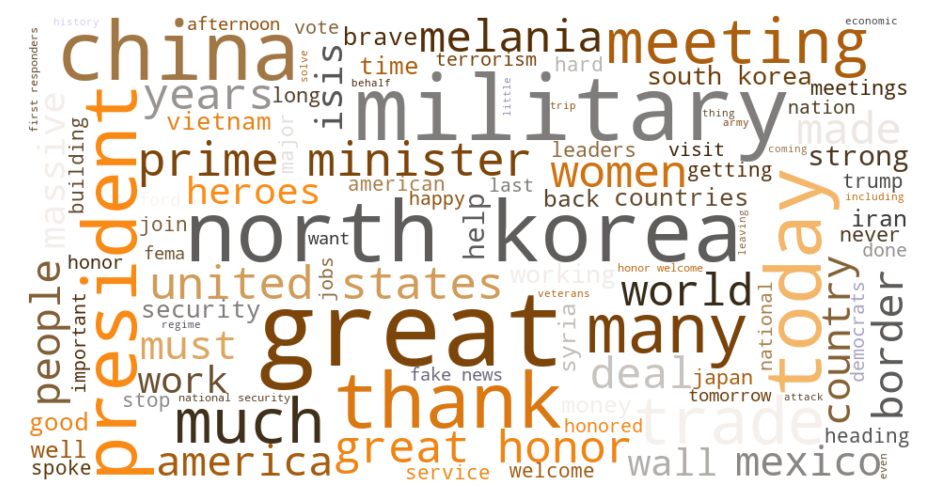 history
afternoon
vote
economic
china
brave
melania
meeting
terrorism
hard
time
solve
south korea
first responders
isis
behalf
meetings
years
long
military
little
trip
thing
army
nation
massive
president
building
vietnam
major
made
prime minister
leaders
visit
coming
strong
women
getting
heroes
american
last
trump
ford
happy
back
countries
including
join
north korea
help
want
today
iran
never
leaving
fema
done
honor
people
united states
jobs
working
honor welcome
world
country
border
important
security
regime
veterans
great
many
syria
national
democrats
must
work
fake news
deal
japan
stop
national security
thank
tomorrow
attack
much
money
trade
good
honored
heading
well
america
great honor
wall
mexico
spoke
service
welcome
even